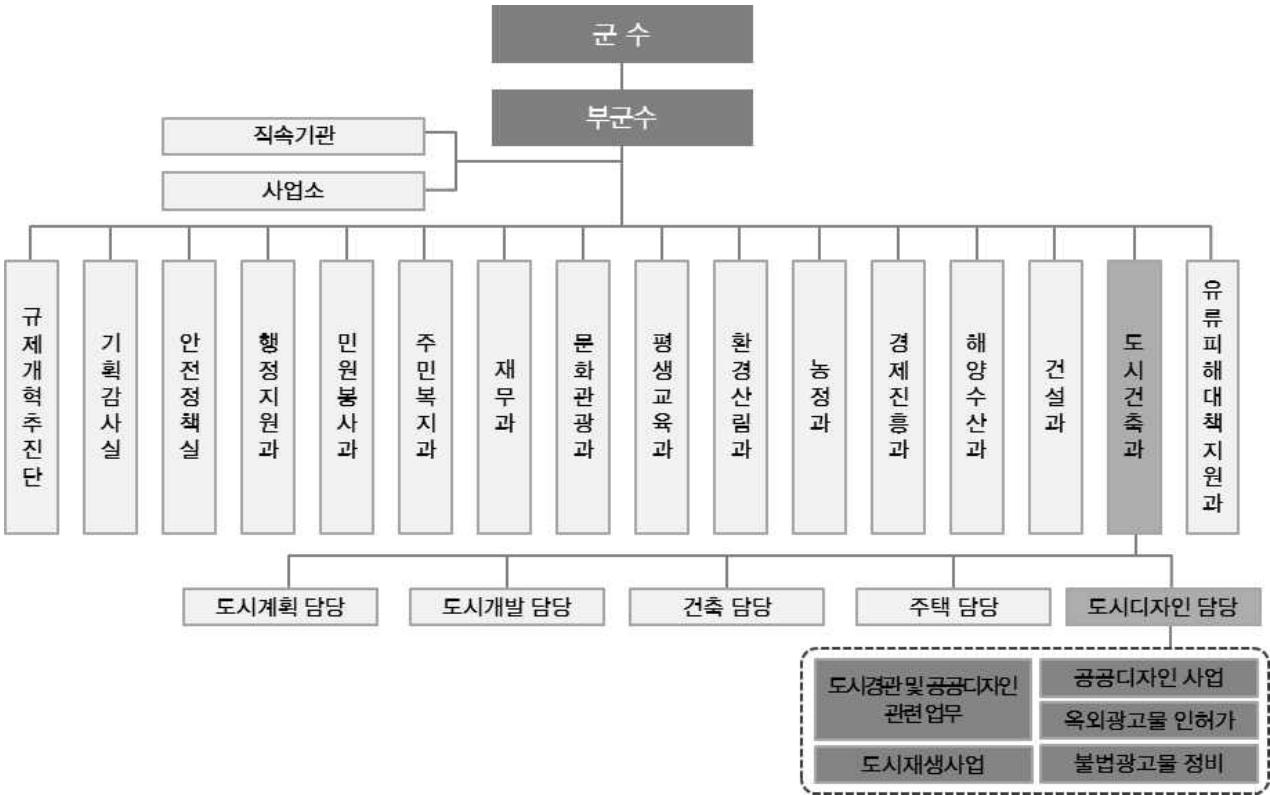 군 수
부군수
직속기관
사업소
규제개혁추진단
기획감사실
안전정책실
행정지원과
민원봉사과
주민복지과
재무과
문화관광과
평생교육과
환경산림과
농정과
경제진흥과
해양수산과
건설과
도시건축과
유류피해대책지원과
도시계획 담당
도시개발 담당
건축 담당
주택 담당
도시디자인 담당
도시경관 및 공공디자인
관련 업무
공공디자인 사업
옥외광고물 인허가
도시재생사업
불법광고물 정비